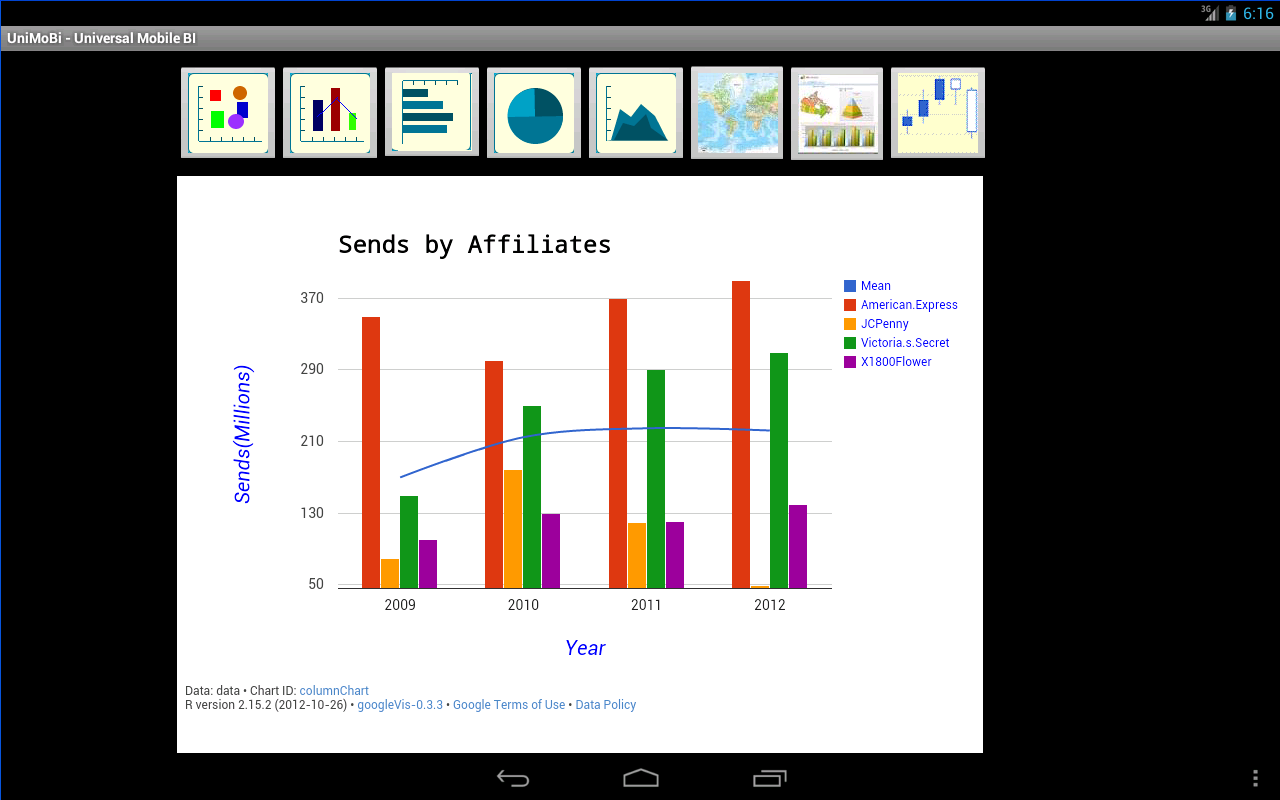 3G 6:16
UniMoBi - Universal Mobile BI
Sends by Affiliates
370
290
210
130
50
Sends(Millions)
Mean
American.Express
JCPenny
Victoria.s.Secret
X1800Flower
2009 2010 2011 2012
Year
Data: data • Chart ID: columnChart
R version 2.15.2 (2012-10-26) • googleVis-0.3.3 • Google Terms of Use • Data Policy